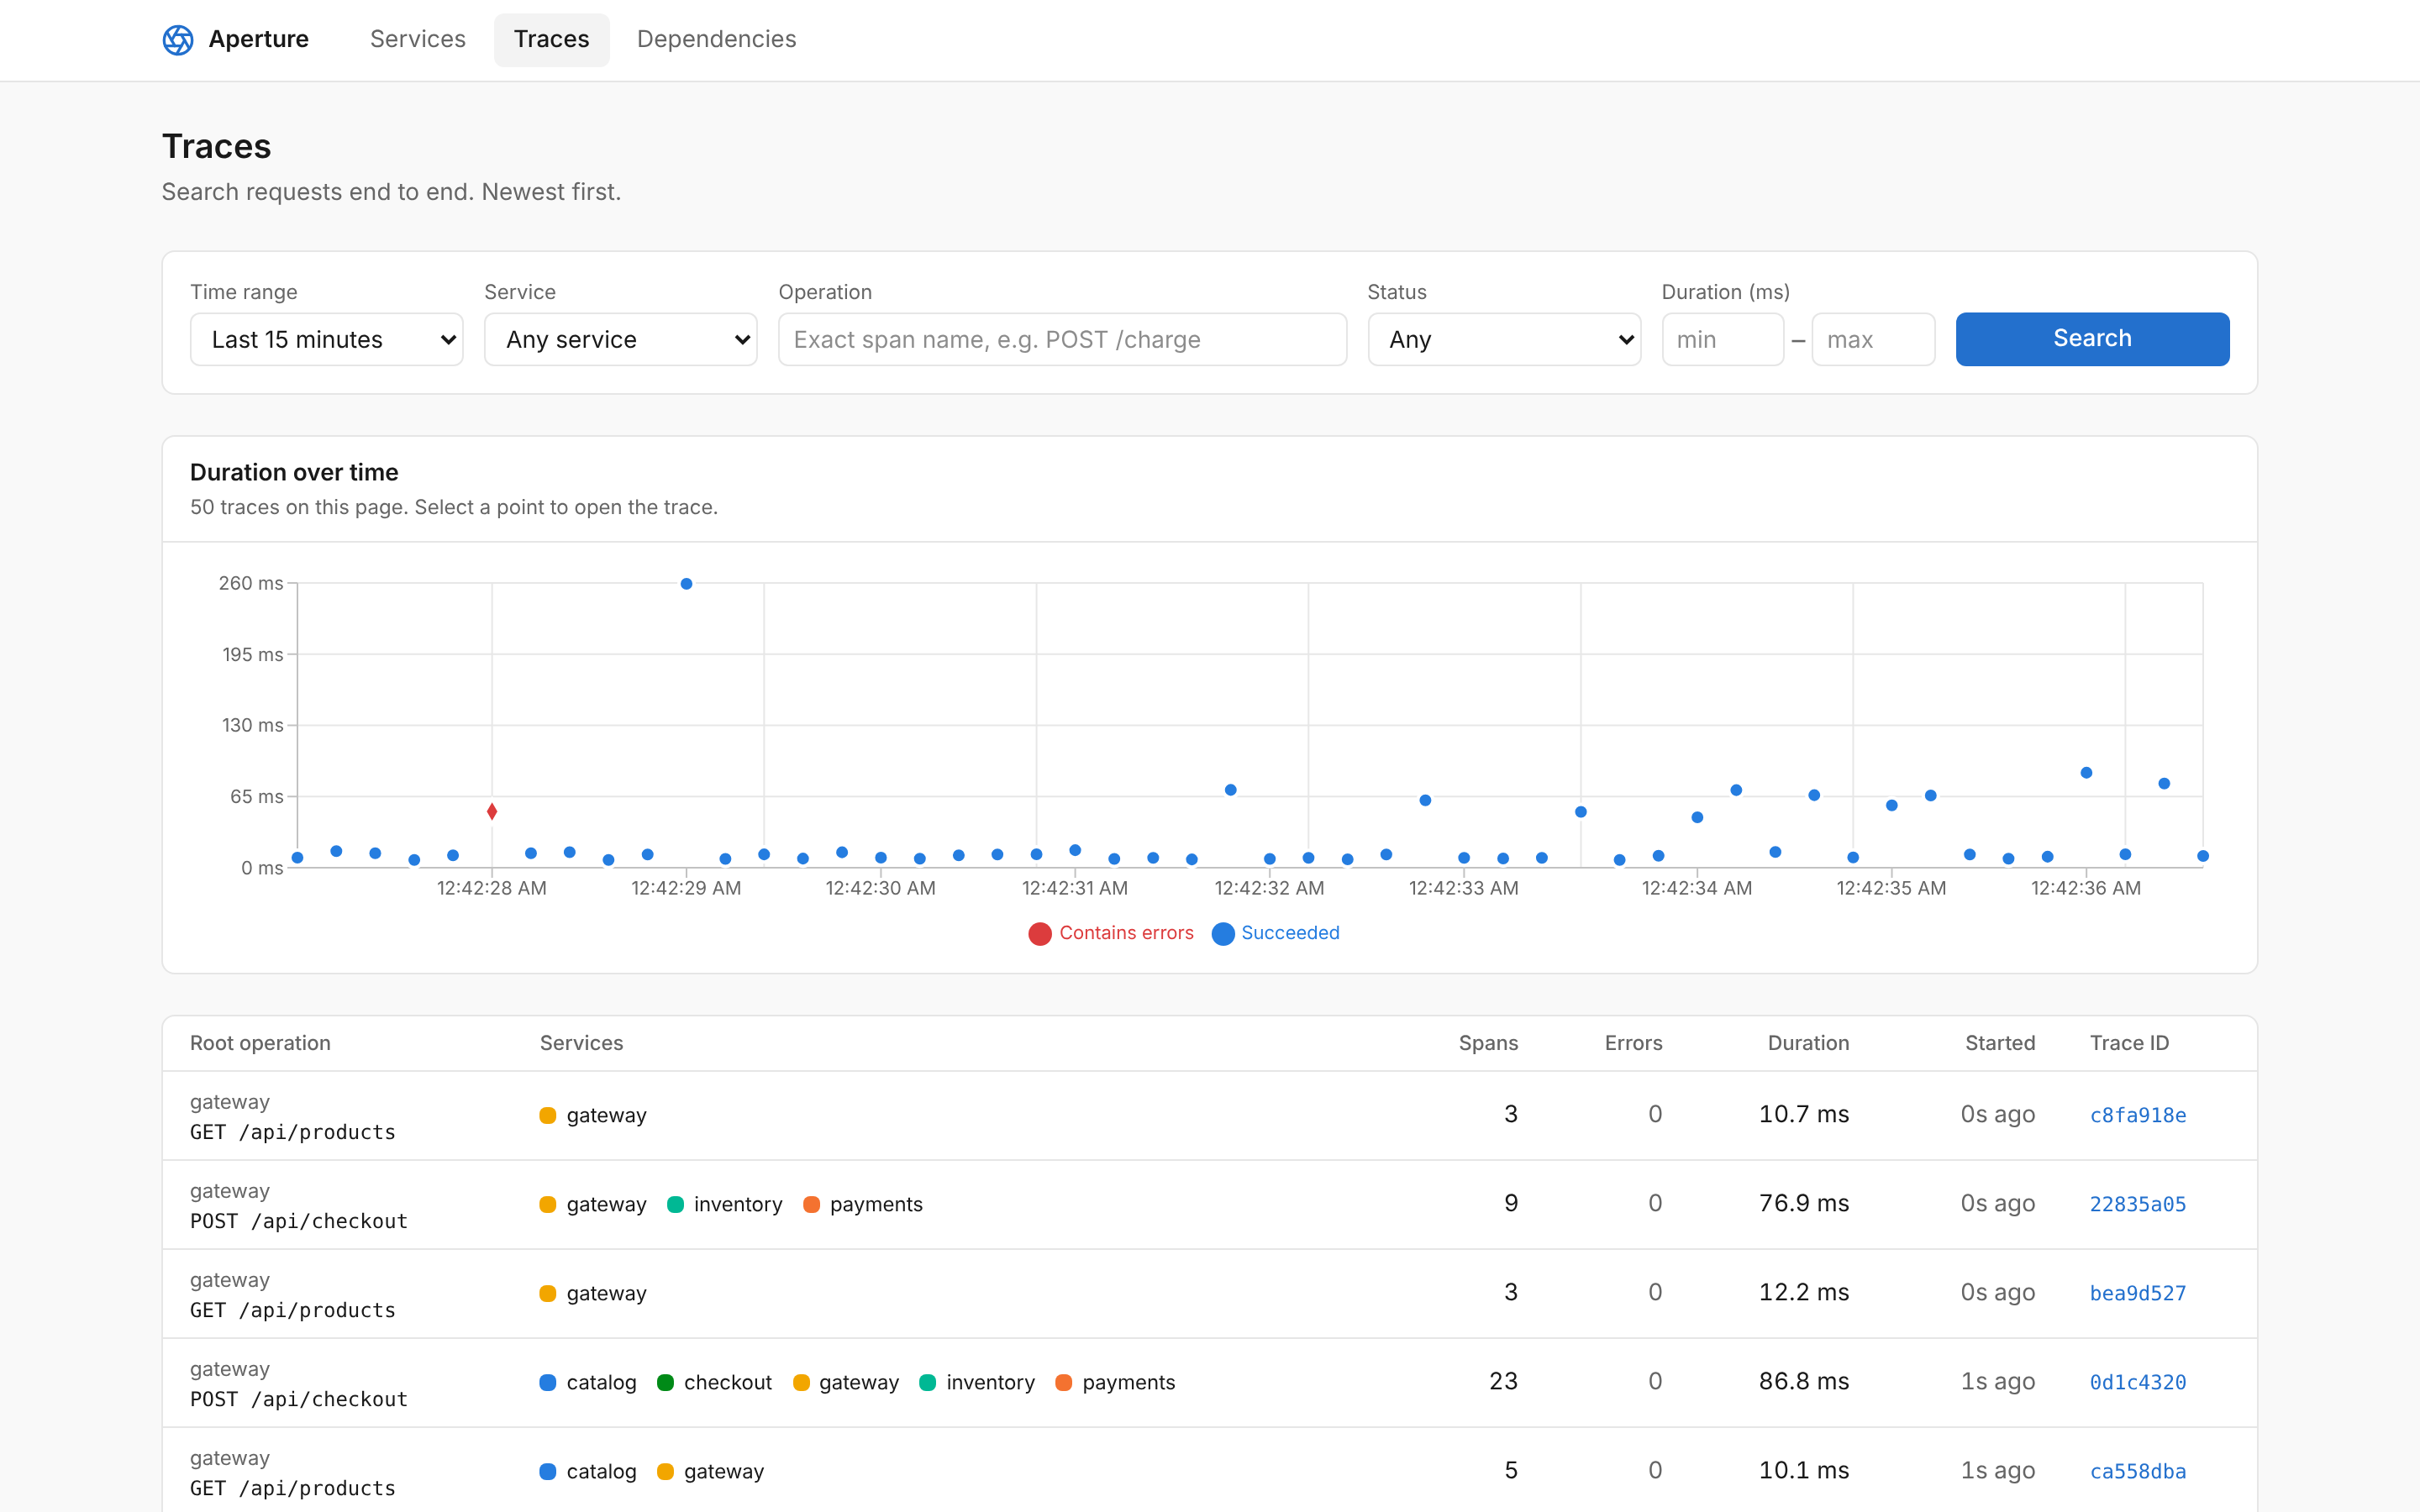 Aperture
Services
Traces
Dependencies
Traces
Search requests end to end. Newest first.
Time range
Service
Operation
Status
Duration (ms)
Last 15 minutes
Any service
Exact span name, e.g. POST /charge
Any
min
–
max
Search
Duration over time
50 traces on this page. Select a point to open the trace.
260 ms
195 ms
130 ms
65 ms
0 ms
12:42:28 AM
12:42:29 AM
12:42:30 AM
12:42:31 AM
12:42:32 AM
12:42:33 AM
12:42:34 AM
12:42:35 AM
12:42:36 AM
Contains errors
Succeeded
Root operation
Services
Spans
Errors
Duration
Started
Trace ID
gateway
GET /api/products
gateway
3
0
10.7 ms
0s ago
c8fa918e
gateway
POST /api/checkout
gateway
inventory
payments
9
0
76.9 ms
0s ago
22835a05
gateway
GET /api/products
gateway
3
0
12.2 ms
0s ago
bea9d527
gateway
POST /api/checkout
catalog
checkout
gateway
inventory
payments
23
0
86.8 ms
1s ago
0d1c4320
gateway
GET /api/products
catalog
gateway
5
0
10.1 ms
1s ago
ca558dba